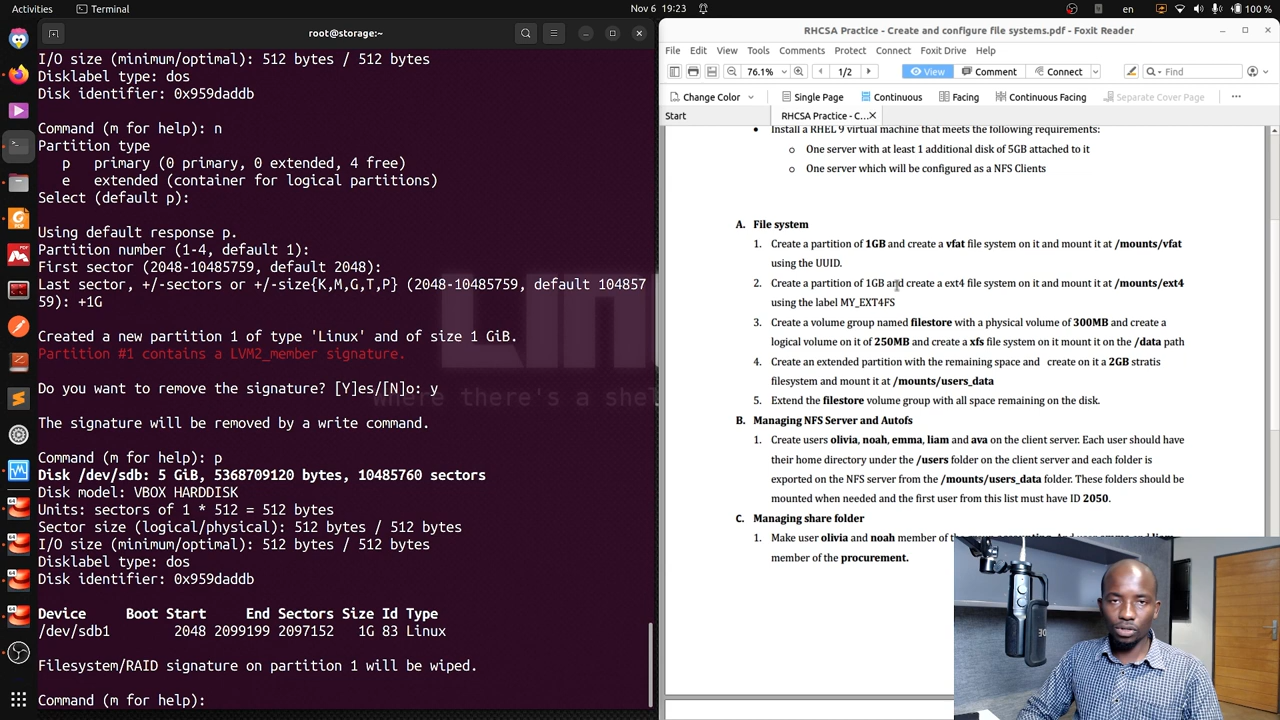 19:23
Nov 6 19:23
100 %
root@storage:~
I/O size (minimum/optimal): 512 bytes / 512 bytes
Disklabel type: dos
Disk identifier: 0x959daddb
Command (m for help): n
Partition type
p primary (0 primary, 0 extended, 4 free)
e extended (container for logical partitions)
Select (default p):
Using default response p.
Partition number (1-4, default 1):
First sector (2048-10485759, default 2048):
Last sector, +/-sectors or +/-size{K,M,G,T,P} (2048-10485759, default 104857
59): +1G
Created a new partition 1 of type 'Linux' and of size 1 GiB.
Partition #1 contains a LVM2_member signature.
Do you want to remove the signature? [Y]es/[N]o: y
where there's a shel
The signature will be removed by a write command.
Command (m for help): p
Disk /dev/sdb: 5 GiB, 5368709120 bytes, 10485760 sectors
Disk model: VBOX HARDDISK
Units: sectors of 1 * 512 = 512 bytes
Sector size (logical/physical): 512 bytes / 512 bytes
I/O size (minimum/optimal): 512 bytes / 512 bytes
Disklabel type: dos
Disk identifier: 0x959daddb
Device Boot Start End Sectors Size Id Type
/dev/sdb1 2048 2099199 2097152 1G 83 Linux
Filesystem/RAID signature on partition 1 will be wiped.
Command (m for help):
RHCSA Practice - Create and configure file systems.pdf - Foxit Reader
File Edit View Tools Comments Protect Connect Foxit Drive Help
76.1% 1/2 View Comment Connect Find
Change Color Single Page Continuous Facing Continuous Facing Separate Cover Page
Start RHCSA Practice - C...
• Install a RHEL 9 virtual machine that meets the following requirements:
o One server with at least 1 additional disk of 5GB attached to it
o One server which will be configured as a NFS Clients
A. File system
1. Create a partition of 1GB and create a vfat file system on it and mount it at /mounts/vfat
using the UUID.
2. Create a partition of 1GB and create a ext4 file system on it and mount it at /mounts/ext4
using the label MY_EXT4FS
3. Create a volume group named filestore with a physical volume of 300MB and create a
logical volume on it of 250MB and create a xfs file system on it mount it on the /data path
4. Create an extended partition with the remaining space and create on it a 2GB stratis
filesystem and mount it at /mounts/users_data
5. Extend the filestore volume group with all space remaining on the disk.
B. Managing NFS Server and Autofs
1. Create users olivia, noah, emma, liam and ava on the client server. Each user should have
their home directory under the /users folder on the client server and each folder is
exported on the NFS server from the /mounts/users_data folder. These folders should be
mounted when needed and the first user from this list must have ID 2050.
C. Managing share folder
1. Make user olivia and noah member of the
member of the procurement.